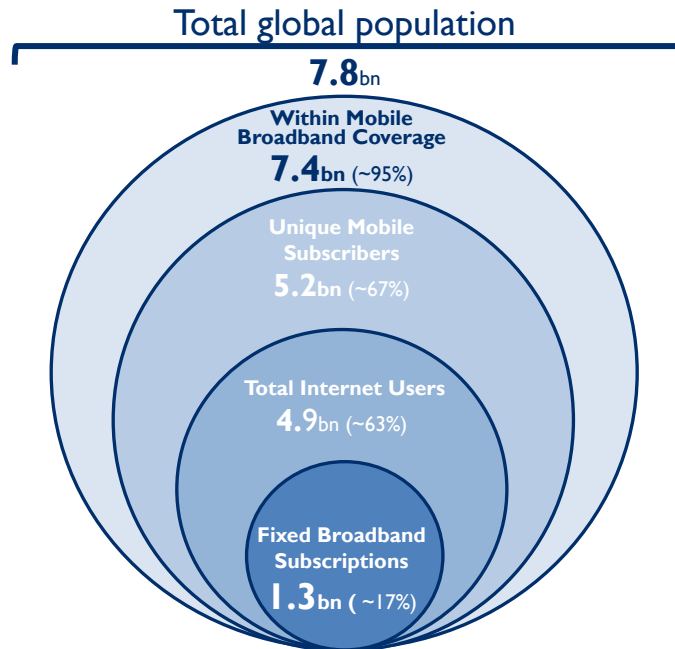 Total global population
7.8bn
Within Mobile
Broadband Coverage
7.4bn (~95%)
Unique Mobile
Subscribers
5.2bn (~67%)
Total Internet Users
4.9bn (~63%)
Fixed Broadband
Subscriptions
1.3bn ( ~17%)